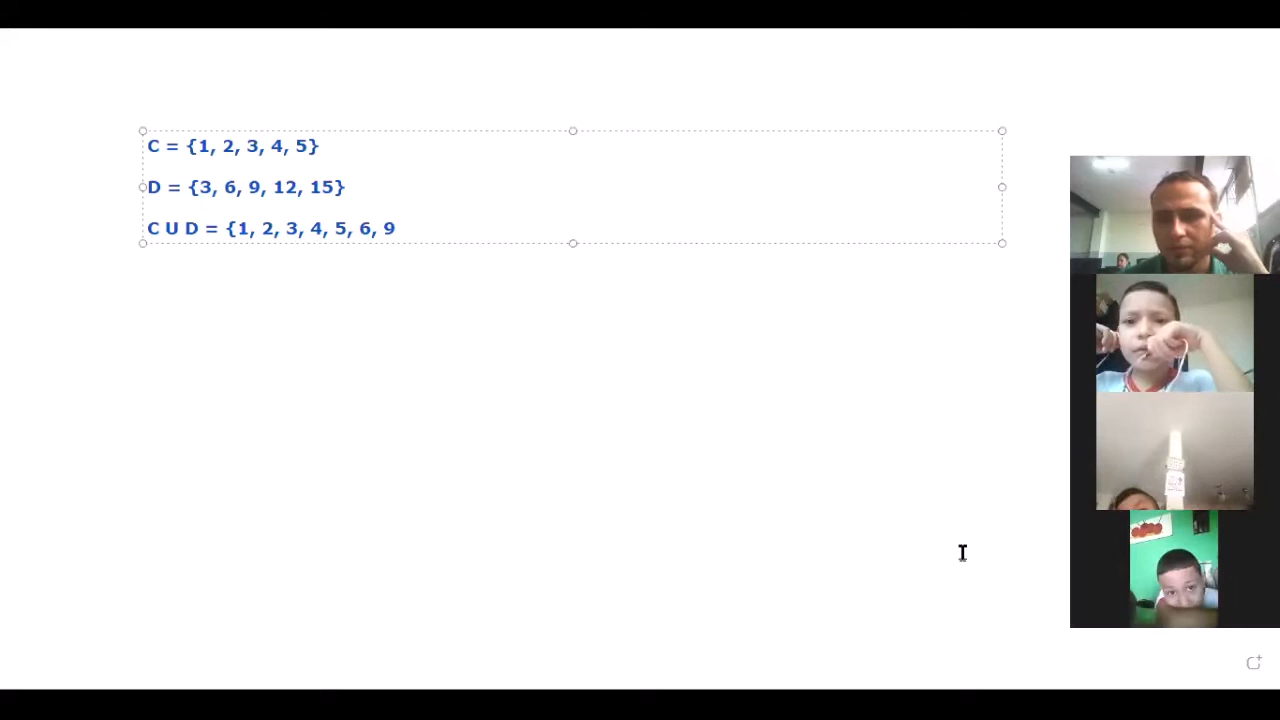 C = {1, 2, 3, 4, 5}
D = {3, 6, 9, 12, 15}
C U D = {1, 2, 3, 4, 5, 6, 9